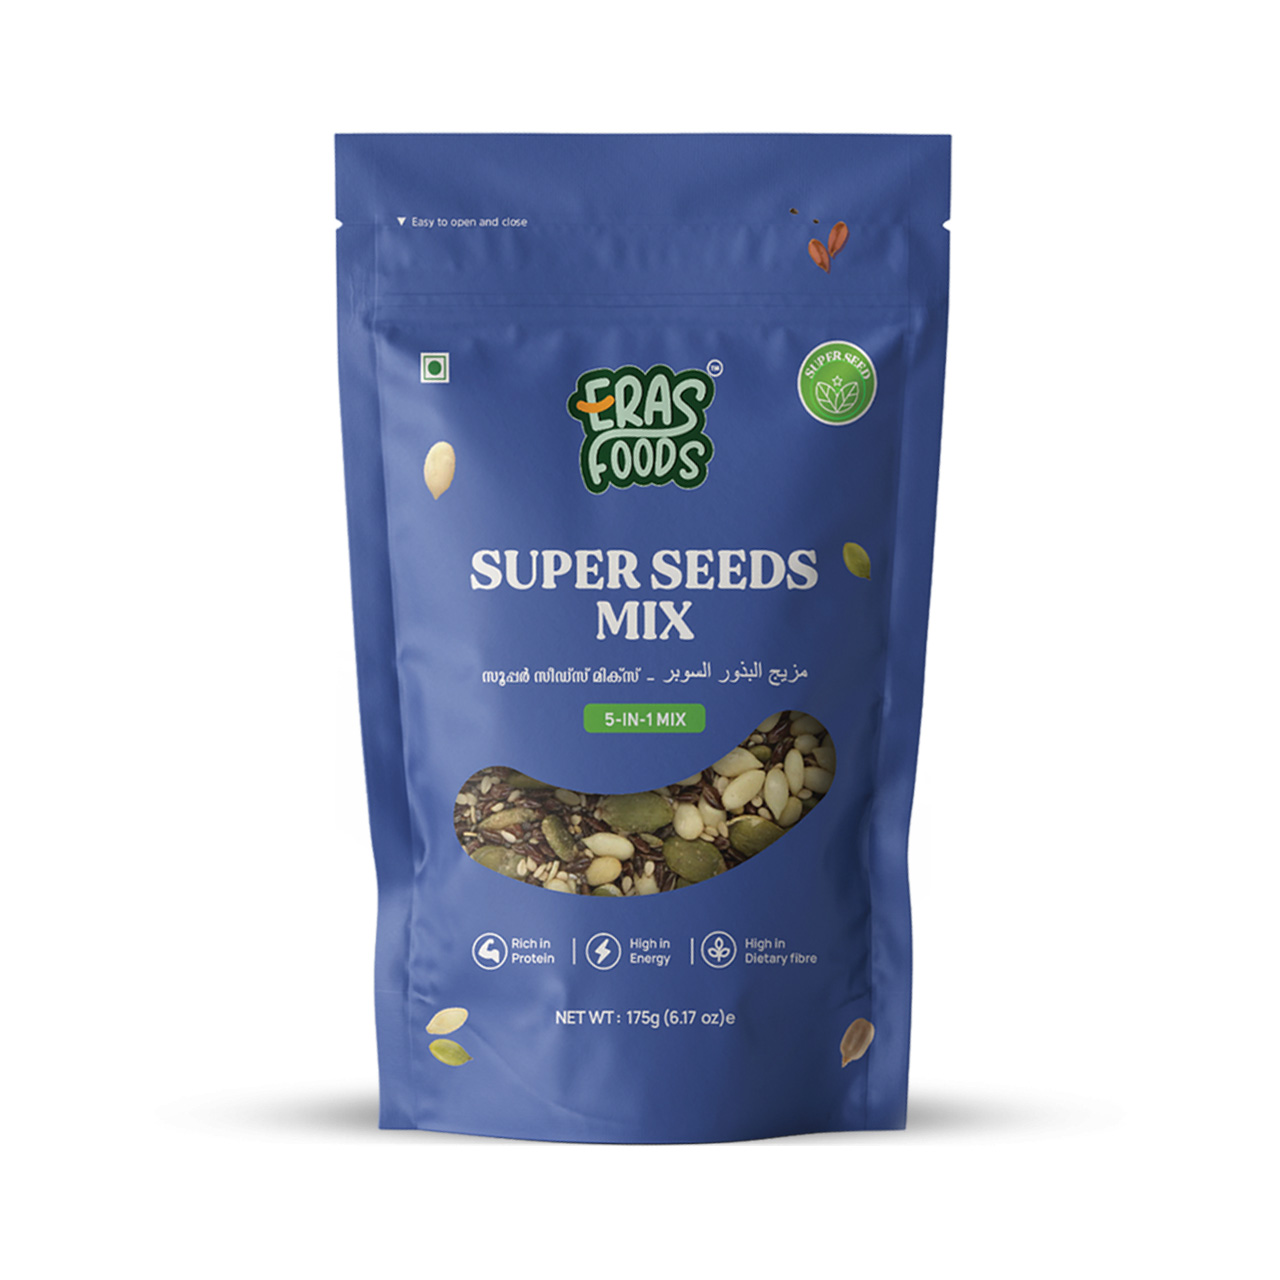 Easy to open and close
SUPER SEED
ERAS
FOODS
TM
SUPER SEEDS
MIX
സൂപ്പർ സീഡ്സ് മിക്സ് – مزيج البذور السوبر
5-IN-1 MIX
Rich in
Protein
High in
Energy
High in
Dietary fibre
NET WT : 175g (6.17 oz)e